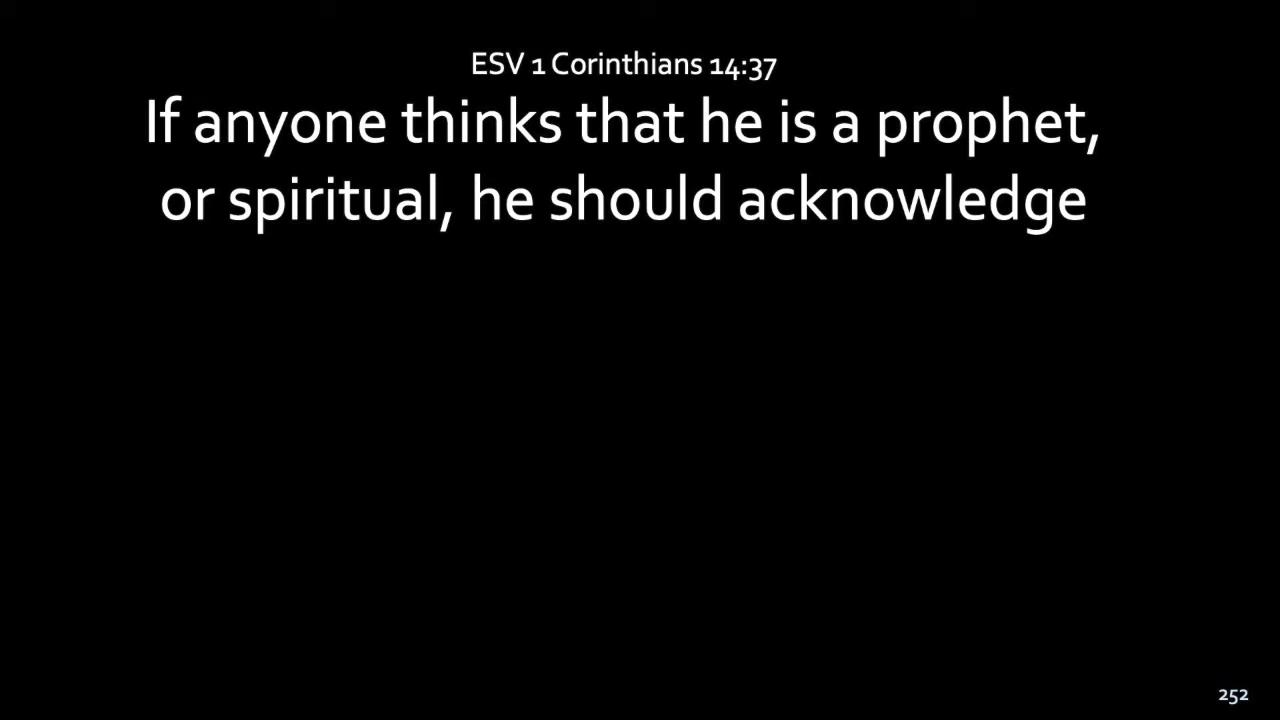 ESV 1 Corinthians 14:37
If anyone thinks that he is a prophet,
or spiritual, he should acknowledge
252